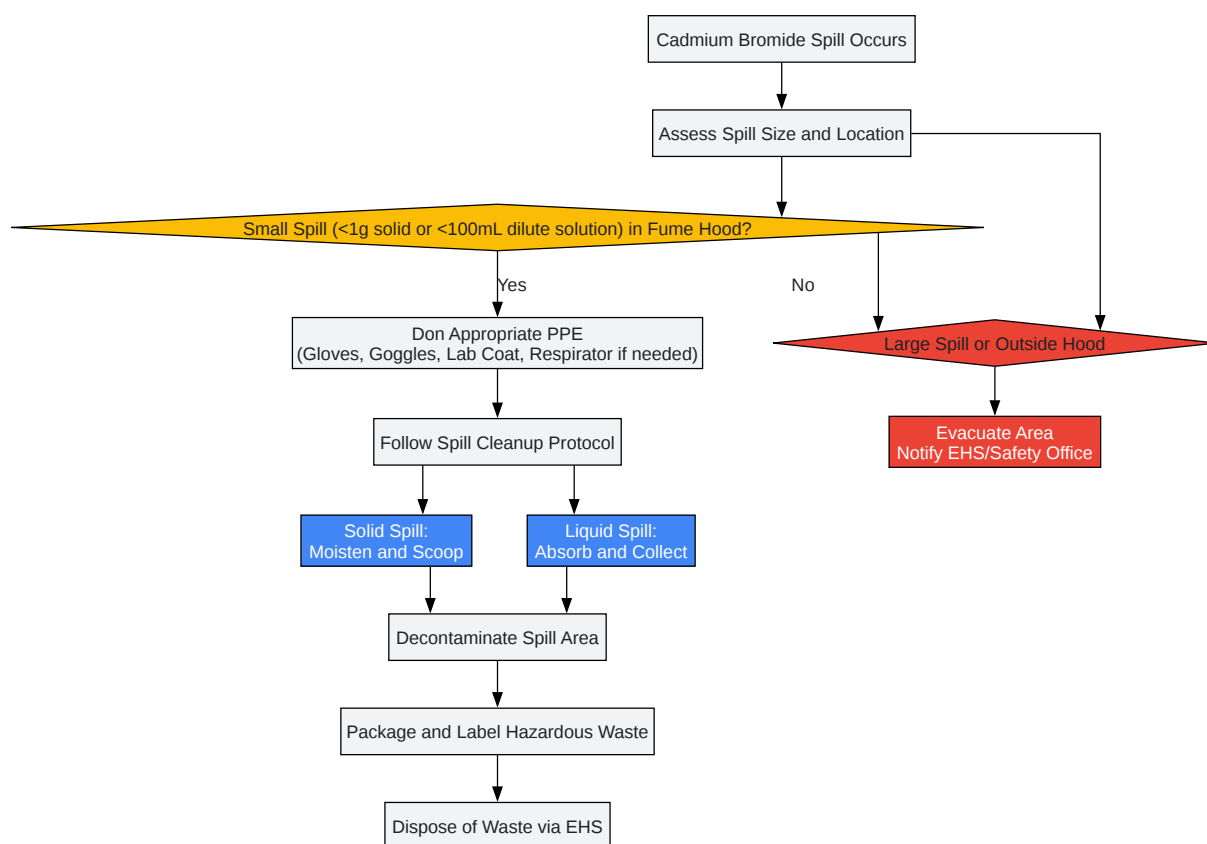 Cadmium Bromide Spill Occurs
Assess Spill Size and Location
Small Spill (<1g solid or <100mL dilute solution) in Fume Hood?
Yes
No
Don Appropriate PPE
(Gloves, Goggles, Lab Coat, Respirator if needed)
Large Spill or Outside Hood
Follow Spill Cleanup Protocol
Evacuate Area
Notify EHS/Safety Office
Solid Spill:
Moisten and Scoop
Liquid Spill:
Absorb and Collect
Decontaminate Spill Area
Package and Label Hazardous Waste
Dispose of Waste via EHS